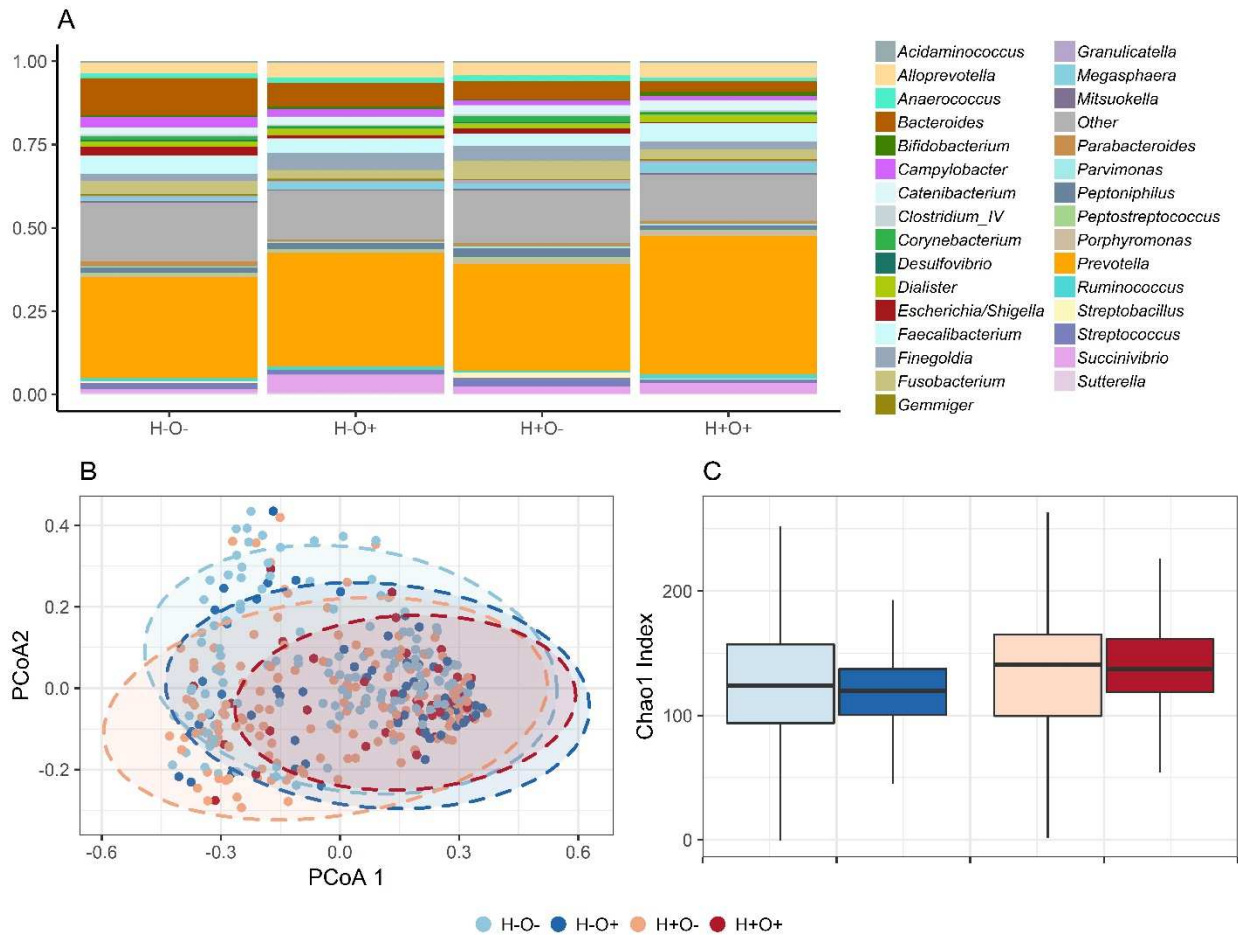 A
1.00
0.75
0.50
0.25
0.00
H-O-
H-O+
H+O-
H+O+
Acidaminococcus
Alloprevotella
Anaerococcus
Bacteroides
Bifidobacterium
Campylobacter
Catenibacterium
Clostridium_IV
Corynebacterium
Desulfovibrio
Dialister
Escherichia/Shigella
Faecalibacterium
Finegoldia
Fusobacterium
Gemmiger
Granulicatella
Megasphaera
Mitsuokella
Other
Parabacteroides
Parvimonas
Peptoniphilus
Peptostreptococcus
Porphyromonas
Prevotella
Ruminococcus
Streptobacillus
Streptococcus
Succinivibrio
Sutterella
B
PCoA2
0.4
0.2
0.0
-0.2
-0.6
-0.3
0.0
0.3
0.6
PCoA 1
C
Chao1 Index
200
100
0
H-O-
H-O+
H+O-
H+O+